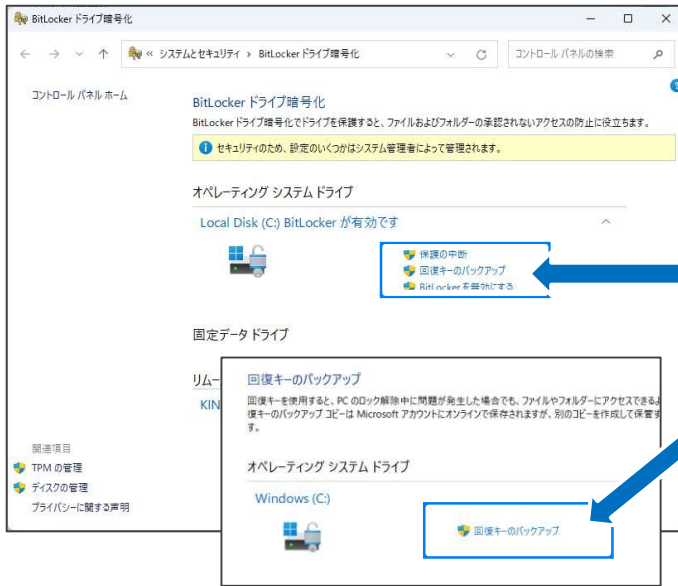 BitLocker ドライブ暗号化
« システムとセキュリティ › BitLocker ドライブ暗号化
コントロール パネルの検索
コントロール パネル ホーム
BitLocker ドライブ暗号化
BitLocker ドライブ暗号化でドライブを保護すると、ファイルおよびフォルダーの承認されないアクセスの防止に役立ちます。
セキュリティのため、設定のいくつかはシステム管理者によって管理されます。
オペレーティング システム ドライブ
Local Disk (C:) BitLocker が有効です
保護の中断
回復キーのバックアップ
BitLocker を無効にする
固定データ ドライブ
リムー
KIN
回復キーのバックアップ
回復キーを使用すると、PC のロック解除中に問題が発生した場合でも、ファイルやフォルダーにアクセスできるよ
復キーのバックアップ コピーは Microsoft アカウントにオンラインで保存されますが、別のコピーを作成して保管す
す。
オペレーティング システム ドライブ
Windows (C:)
回復キーのバックアップ
関連項目
TPM の管理
ディスクの管理
プライバシーに関する声明